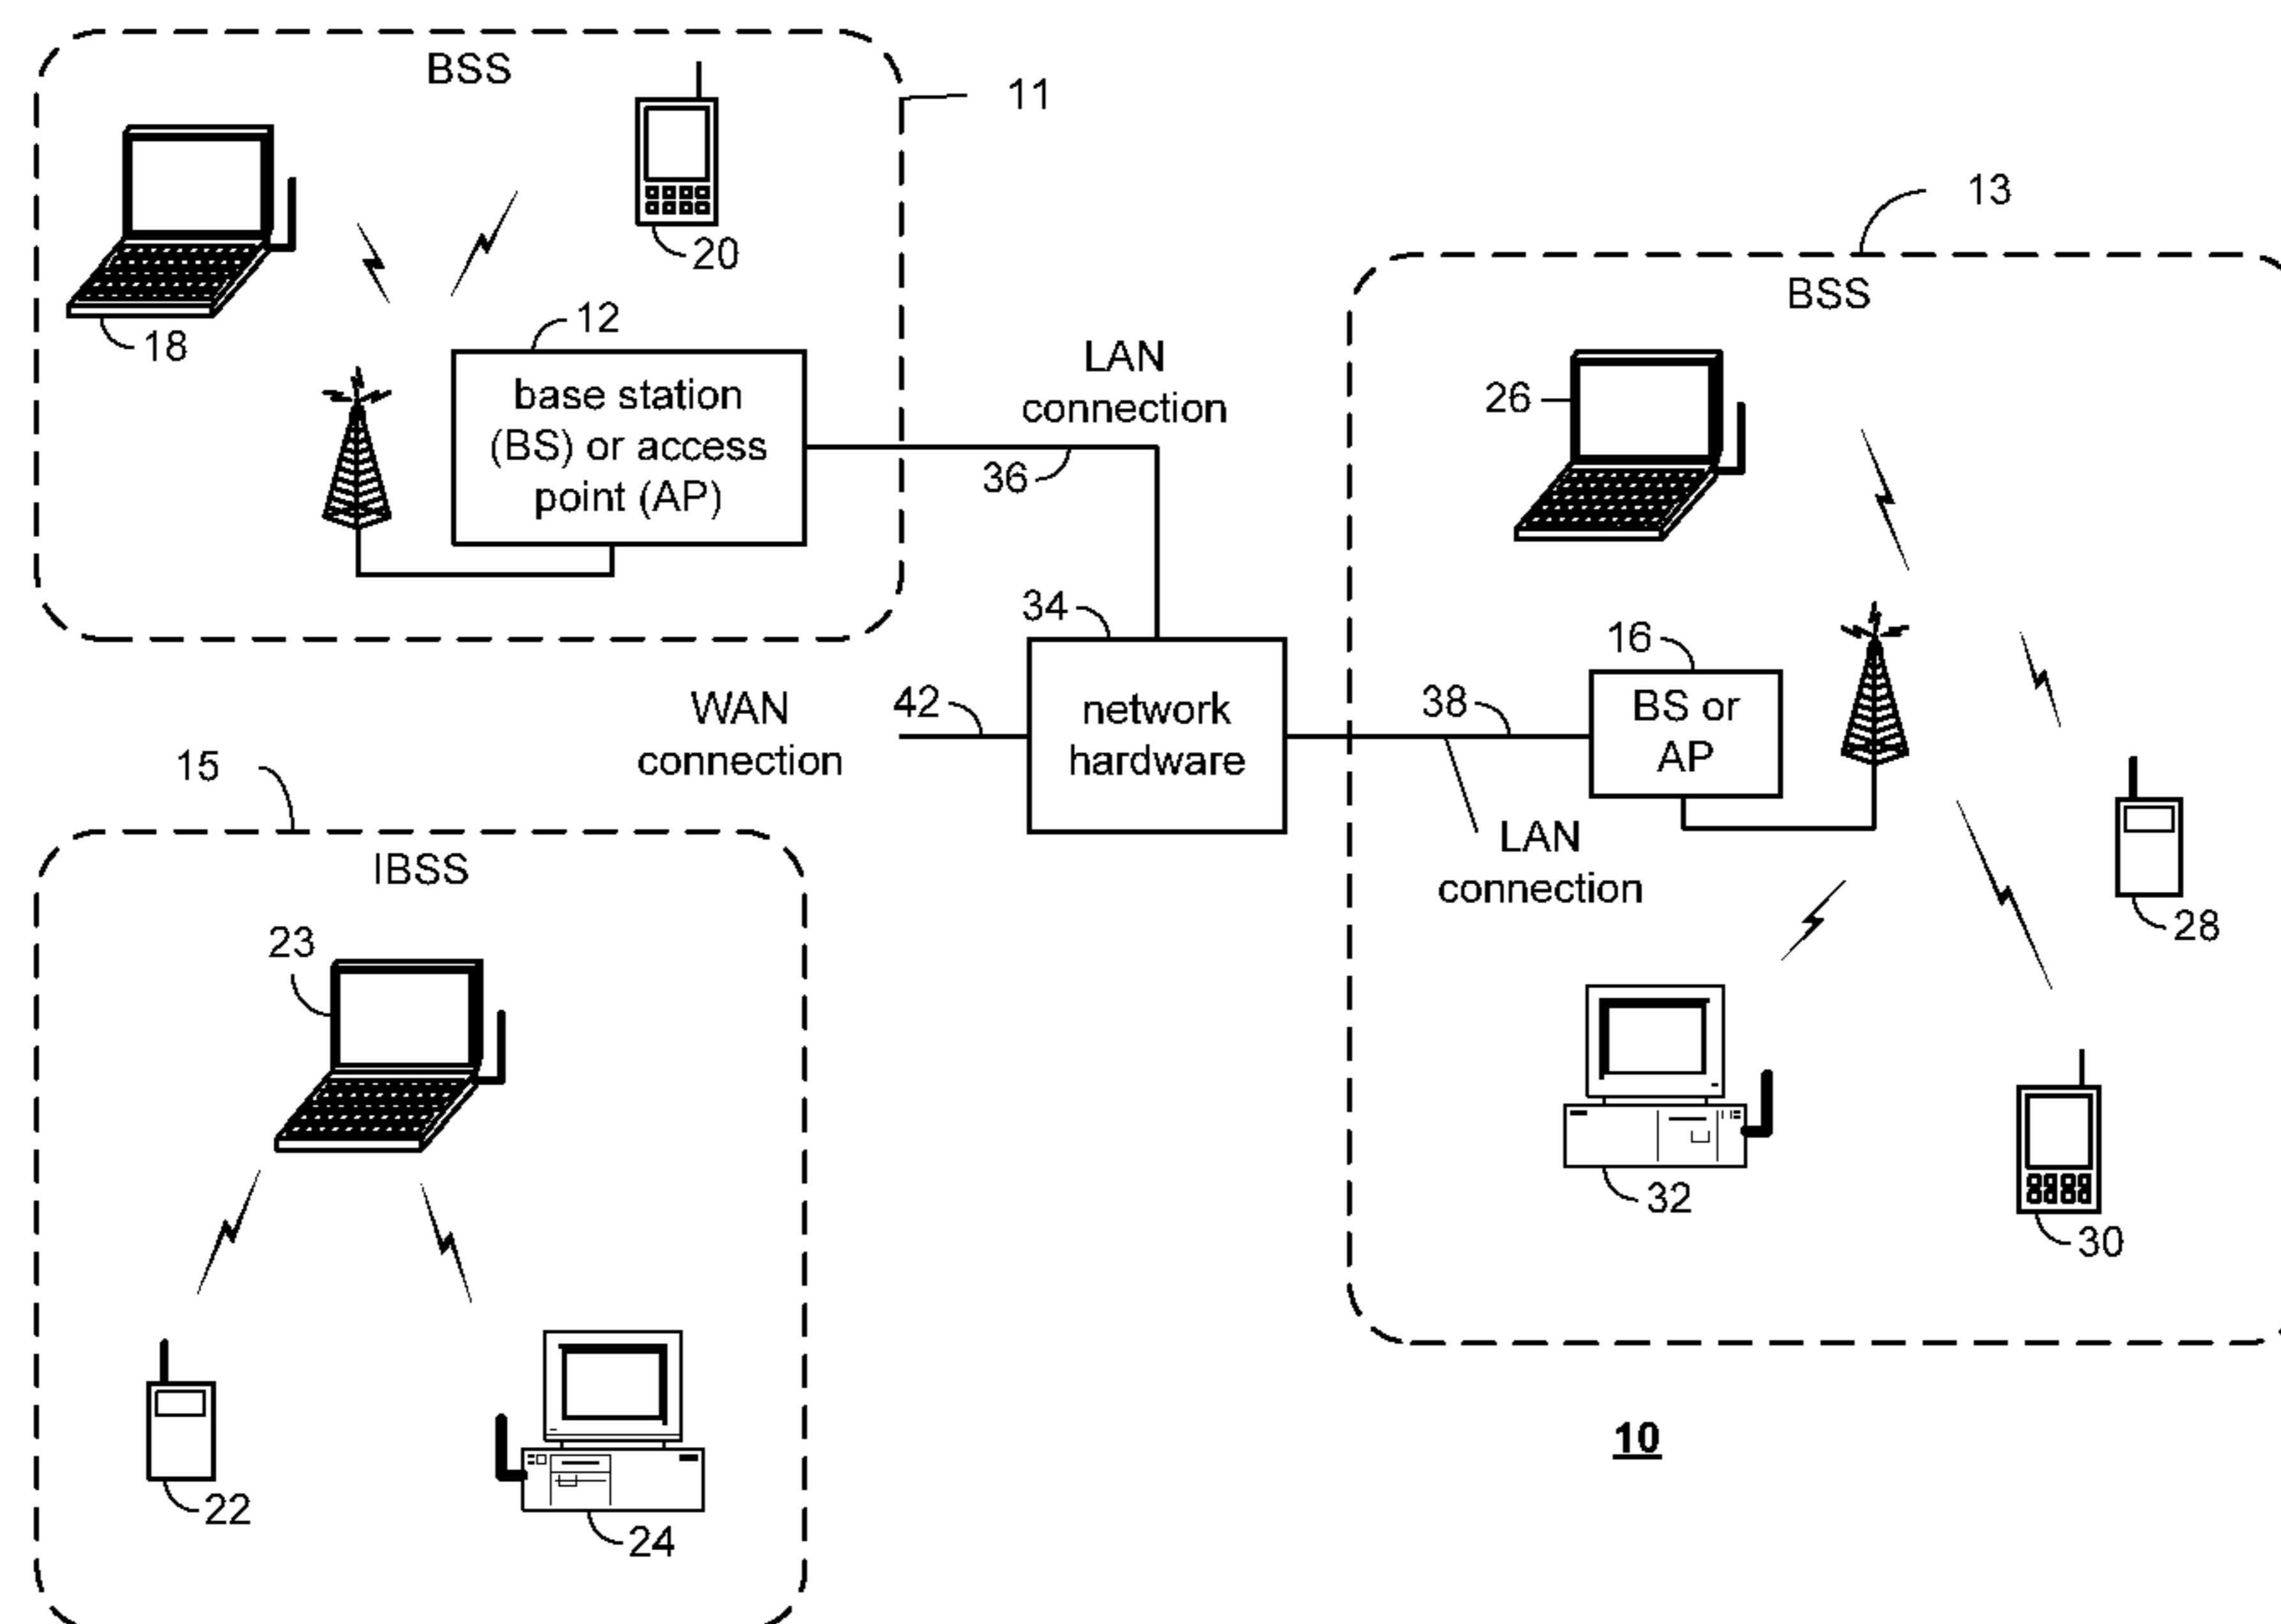 BSS
11
20
18
12
base station
(BS) or access
point (AP)
LAN
connection
36
13
BSS
26
34
network
hardware
WAN
connection
42
38
16
BS or
AP
LAN
connection
28
32
30
15
IBSS
23
22
24
10